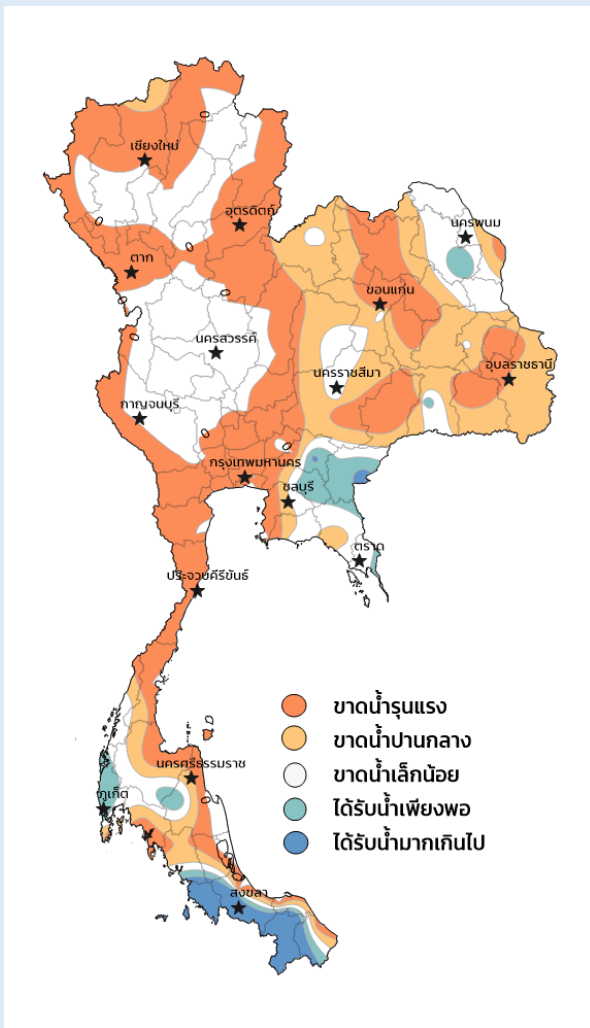 เชียงใหม่
อุตรดิตถ์
ตาก
นครพนม
ขอนแก่น
นครสวรรค์
นครราชสีมา
อุบลราชธานี
กาญจนบุรี
กรุงเทพมหานคร
ชลบุรี
ตราด
ประจวบคีรีขันธ์
ขาดน้ำรุนแรง
ขาดน้ำปานกลาง
ขาดน้ำเล็กน้อย
ได้รับน้ำเพียงพอ
ได้รับน้ำมากเกินไป
นครศรีธรรมราช
ภูเก็ต
สงขลา
0
0
0
0
0
0
0